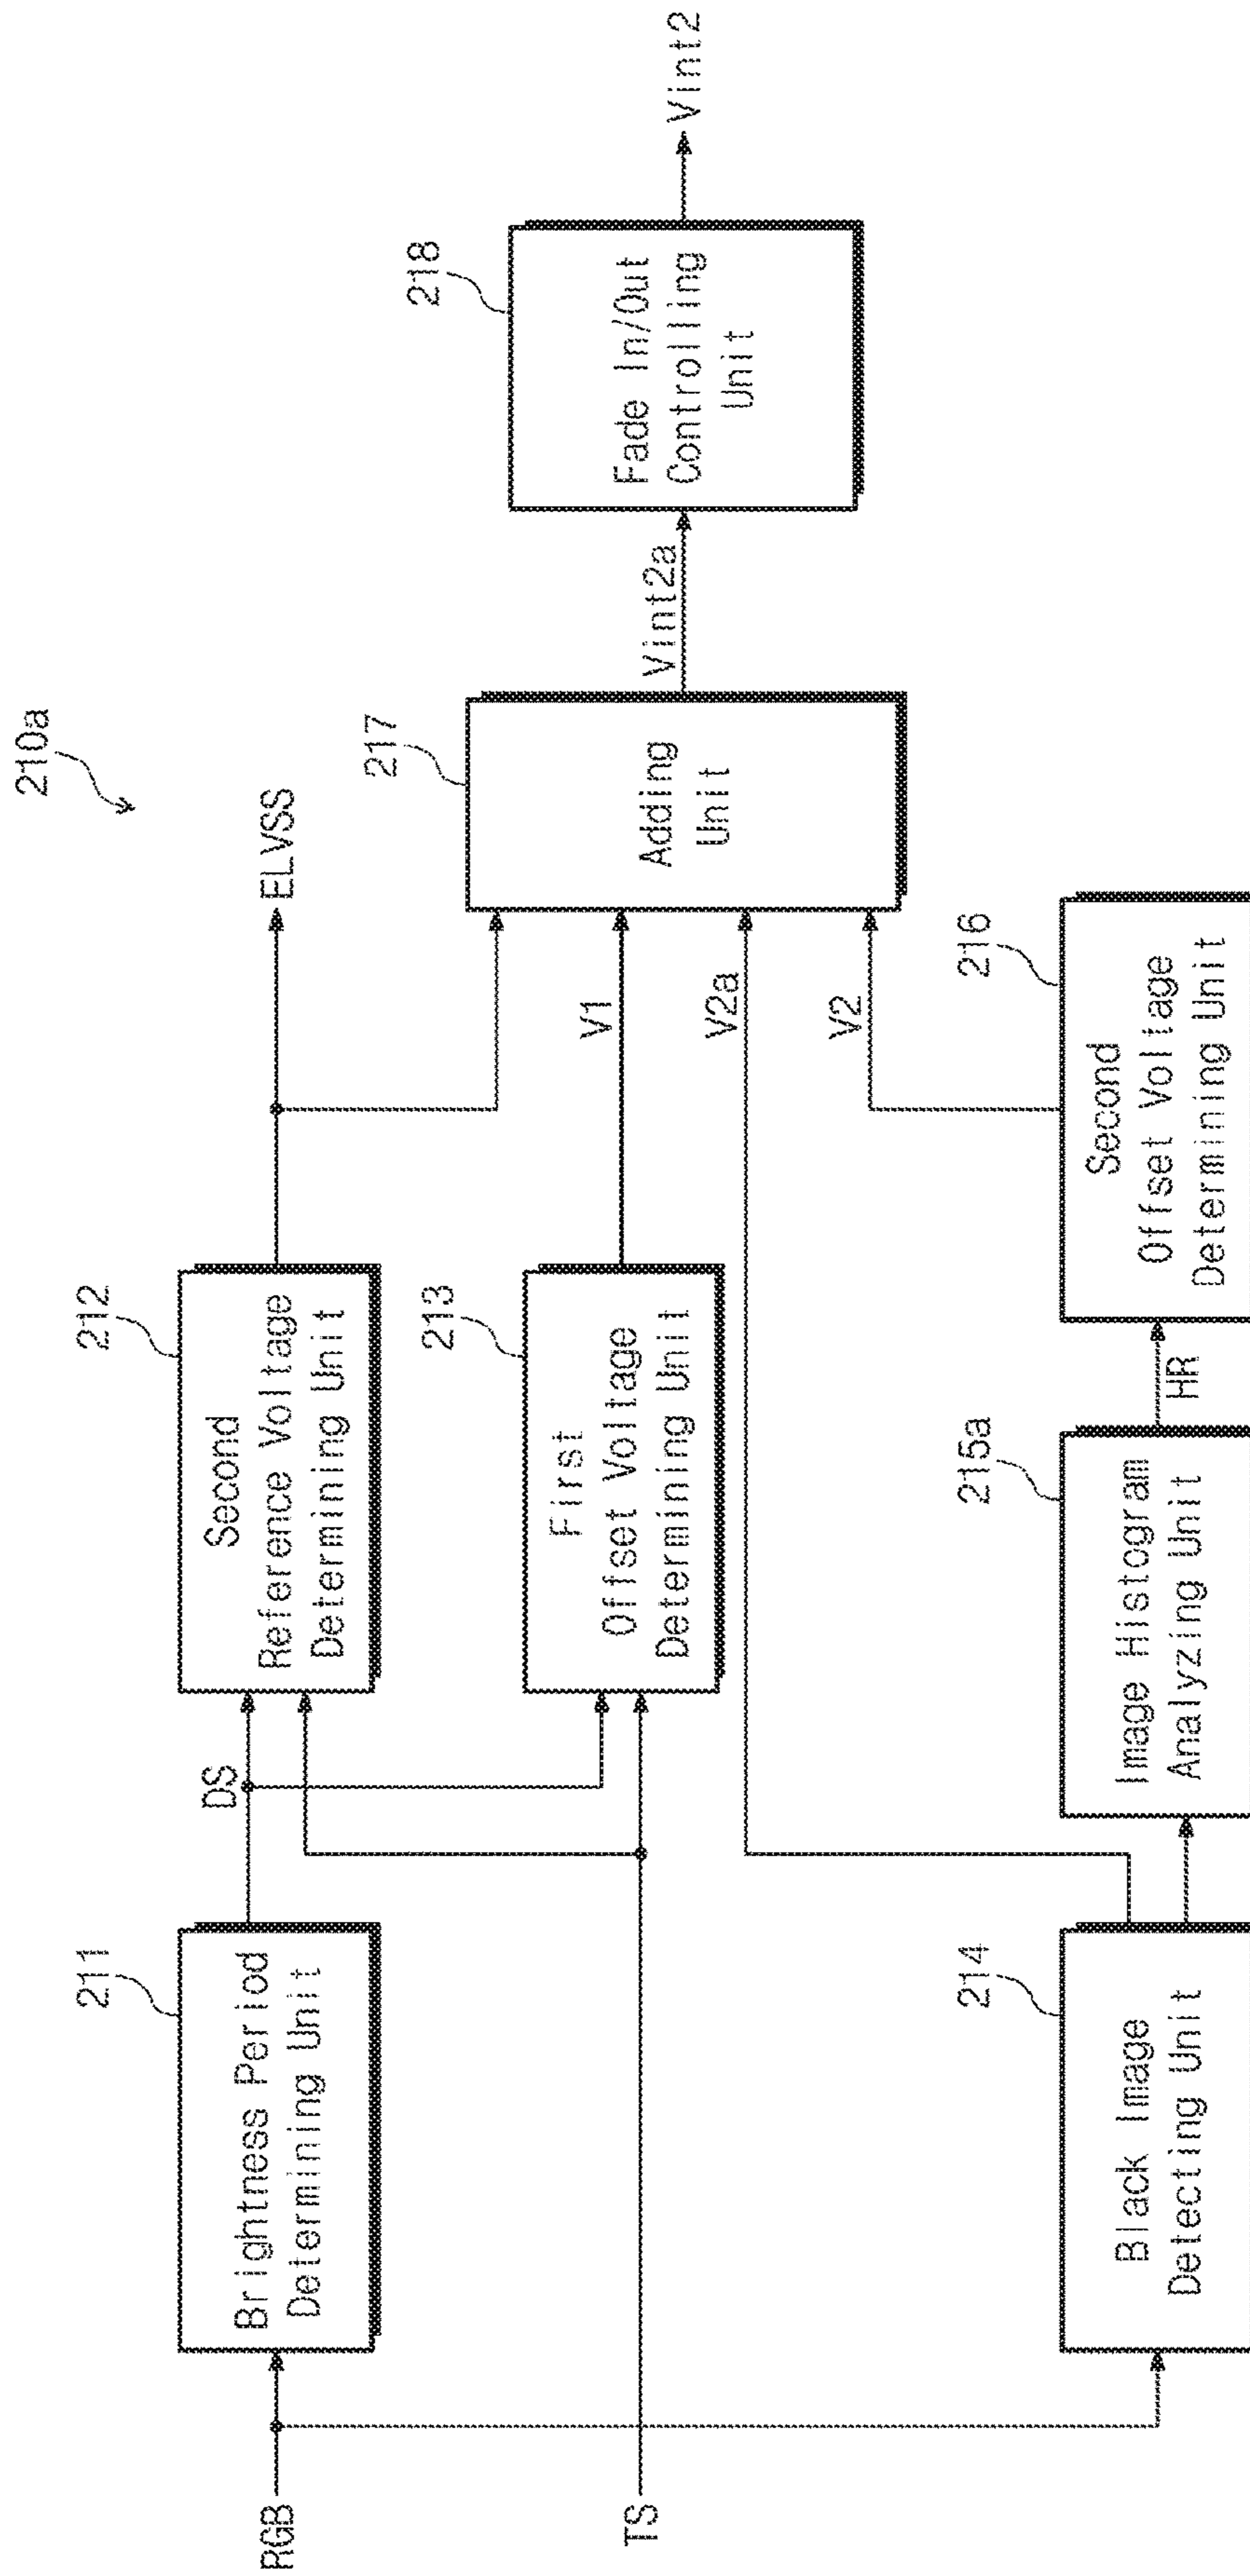 210a
211
Brightness Period
Determining Unit
212
Second
Reference Voltage
Determining Unit
ELVSS
RGB
DS
213
First
Offset Voltage
Determining Unit
V1
217
Adding
Unit
Vint2a
218
Fade In/Out
Controlling
Unit
Vint2
TS
V2a
V2
214
Black Image
Detecting Unit
215a
Image Histogram
Analyzing Unit
HR
216
Second
Offset Voltage
Determining Unit